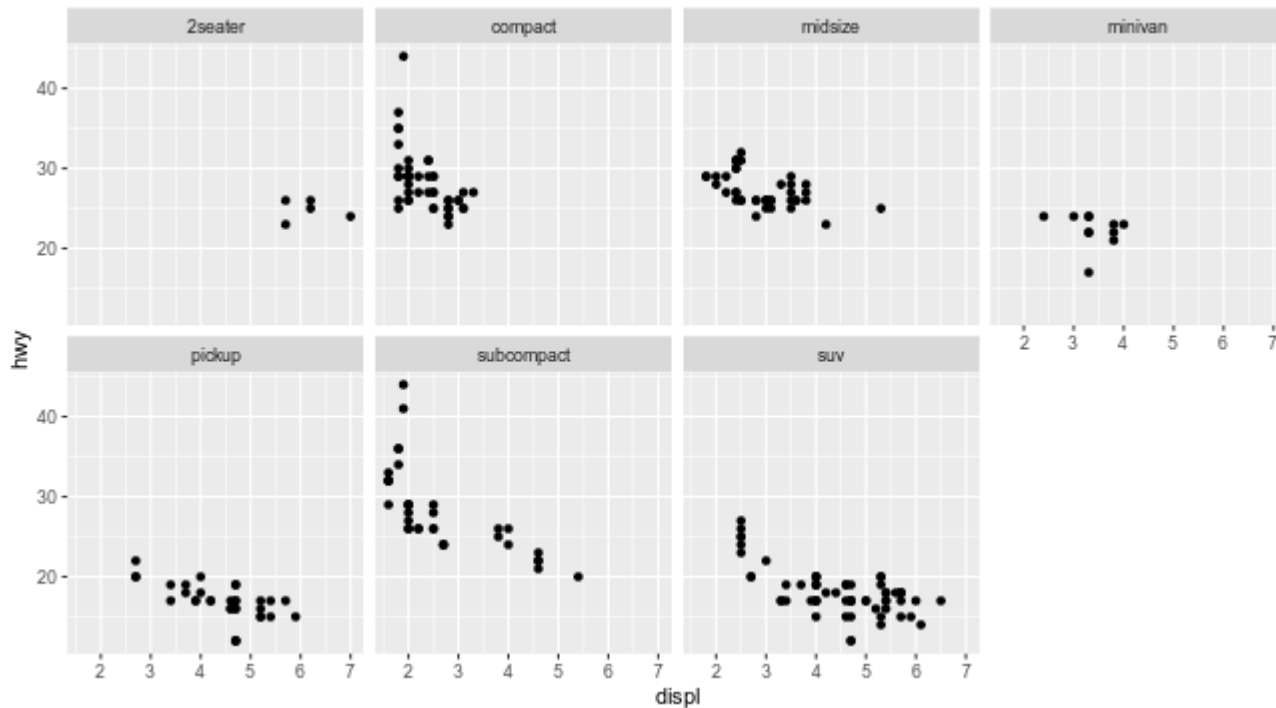 2seater compact midsize minivan
40
30
20
2 3 4 5 6 7
hwy
pickup subcompact suv
40
30
20
2 3 4 5 6 7 2 3 4 5 6 7 2 3 4 5 6 7
displ